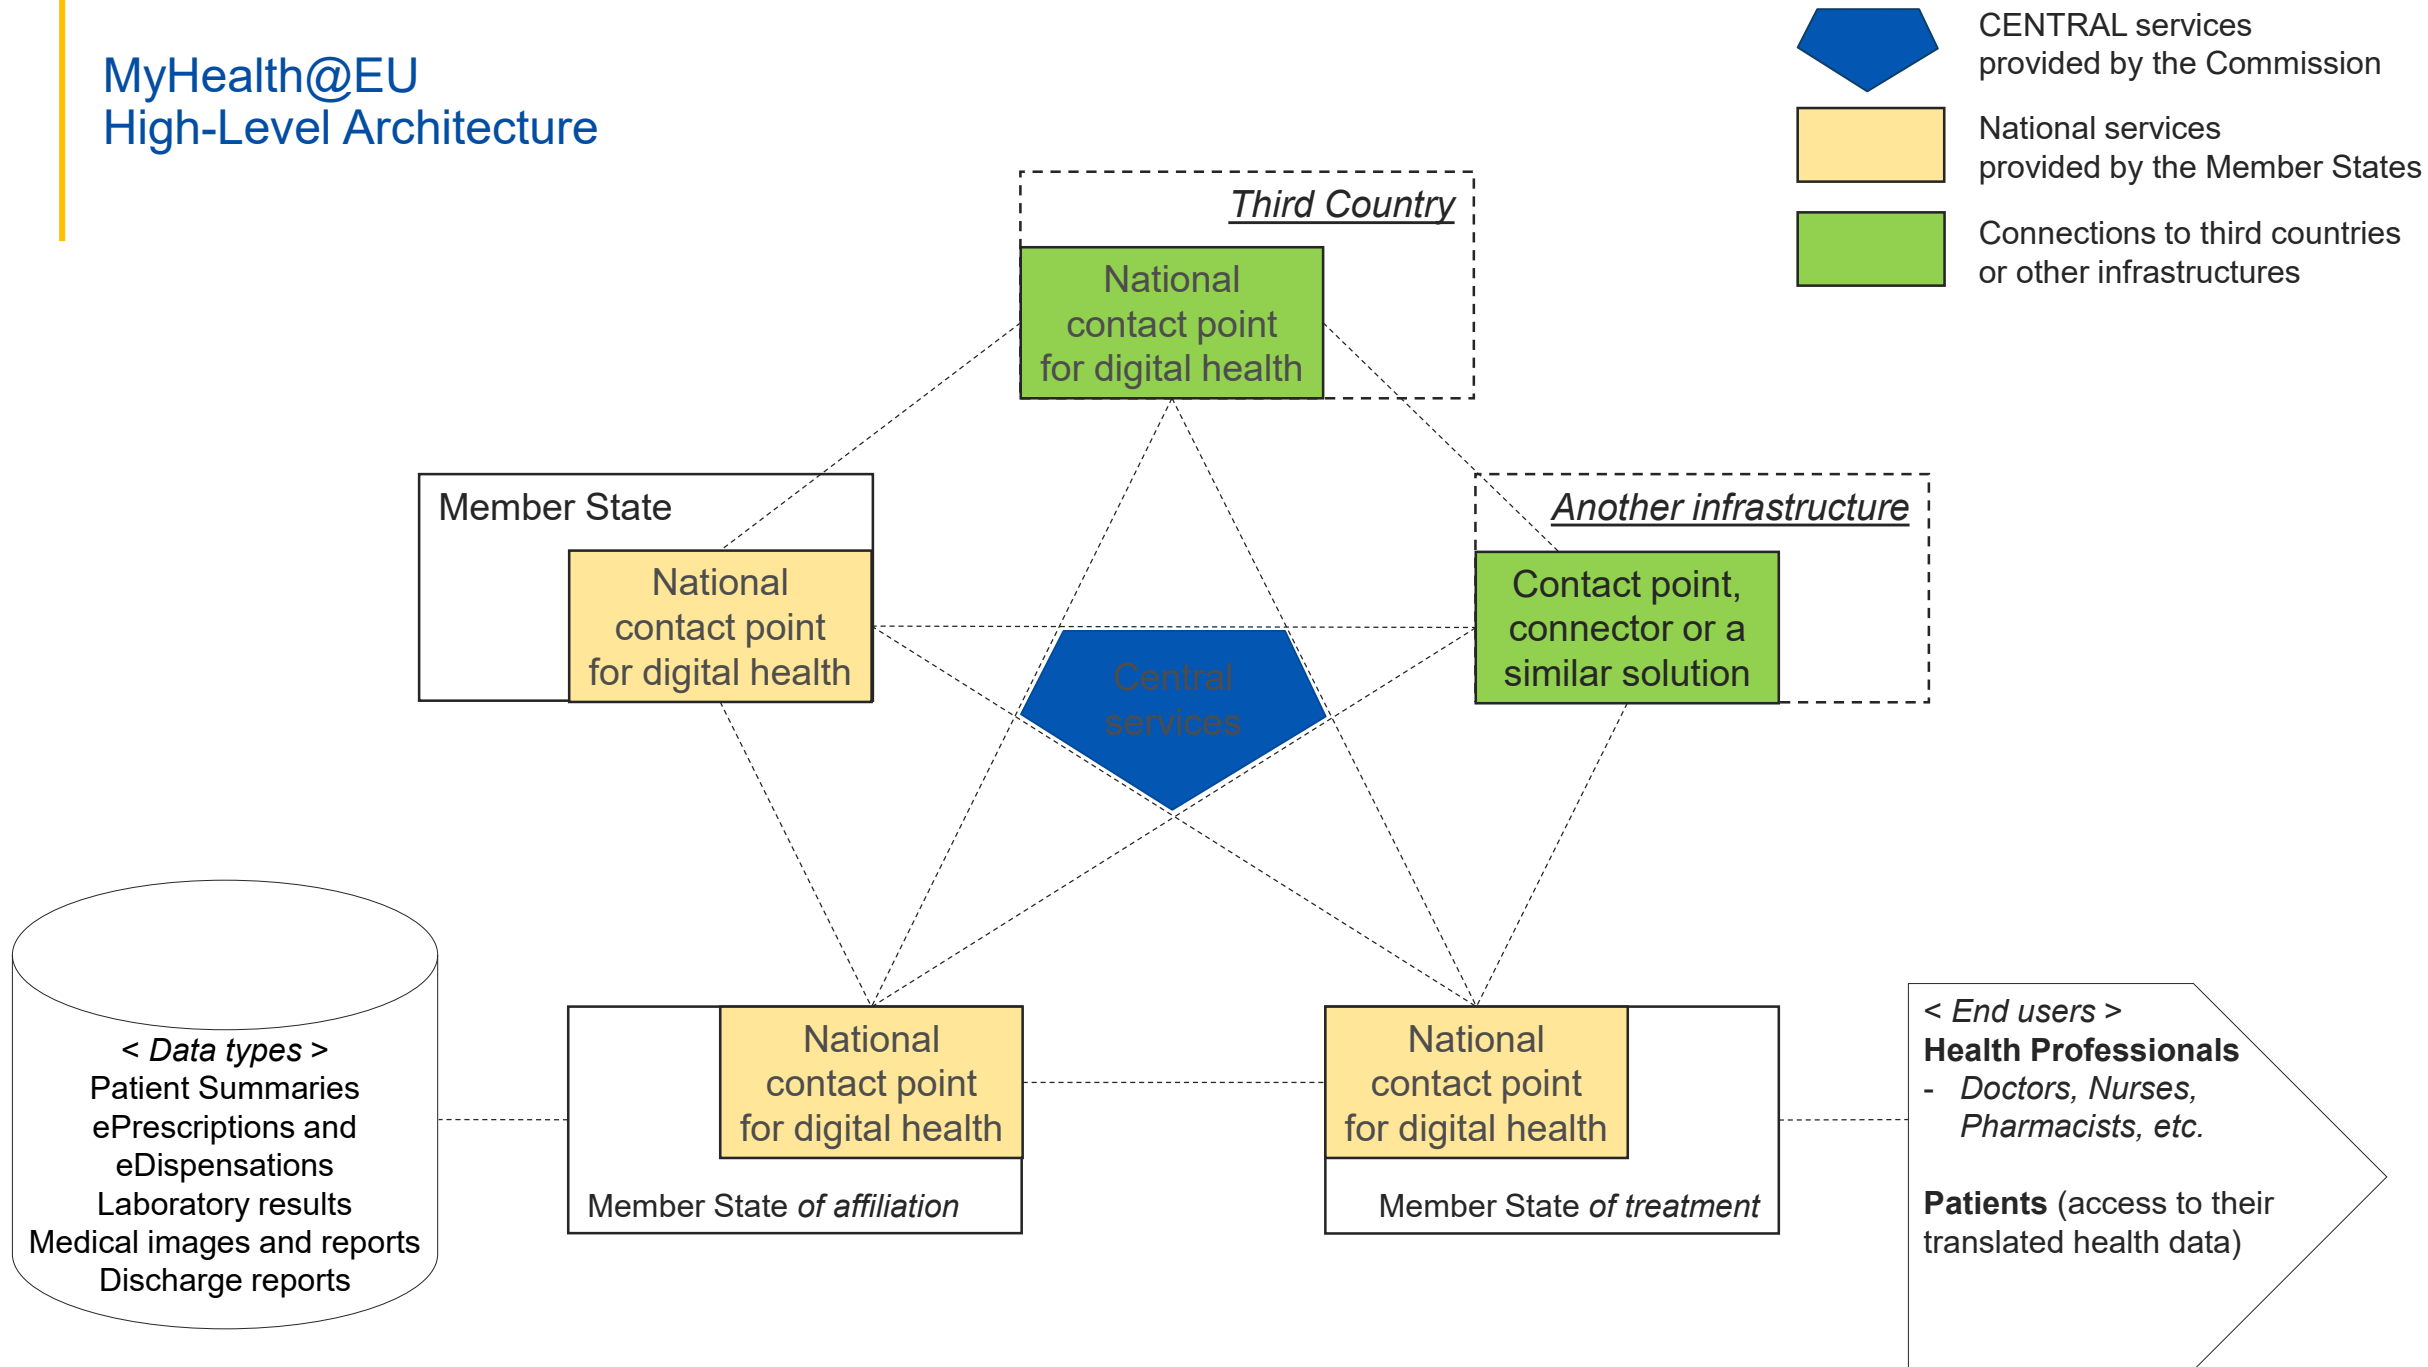 MyHealth@EU
High-Level Architecture
CENTRAL services
provided by the Commission
National services
provided by the Member States
Connections to third countries
or other infrastructures
Third Country
National
contact point
for digital health
Member State
National
contact point
for digital health
Another infrastructure
Contact point,
connector or a
similar solution
Central
services
< Data types >
Patient Summaries
ePrescriptions and
eDispensations
Laboratory results
Medical images and reports
Discharge reports
National
contact point
for digital health
Member State of affiliation
National
contact point
for digital health
Member State of treatment
< End users >
Health Professionals
- Doctors, Nurses,
Pharmacists, etc.
Patients (access to their
translated health data)